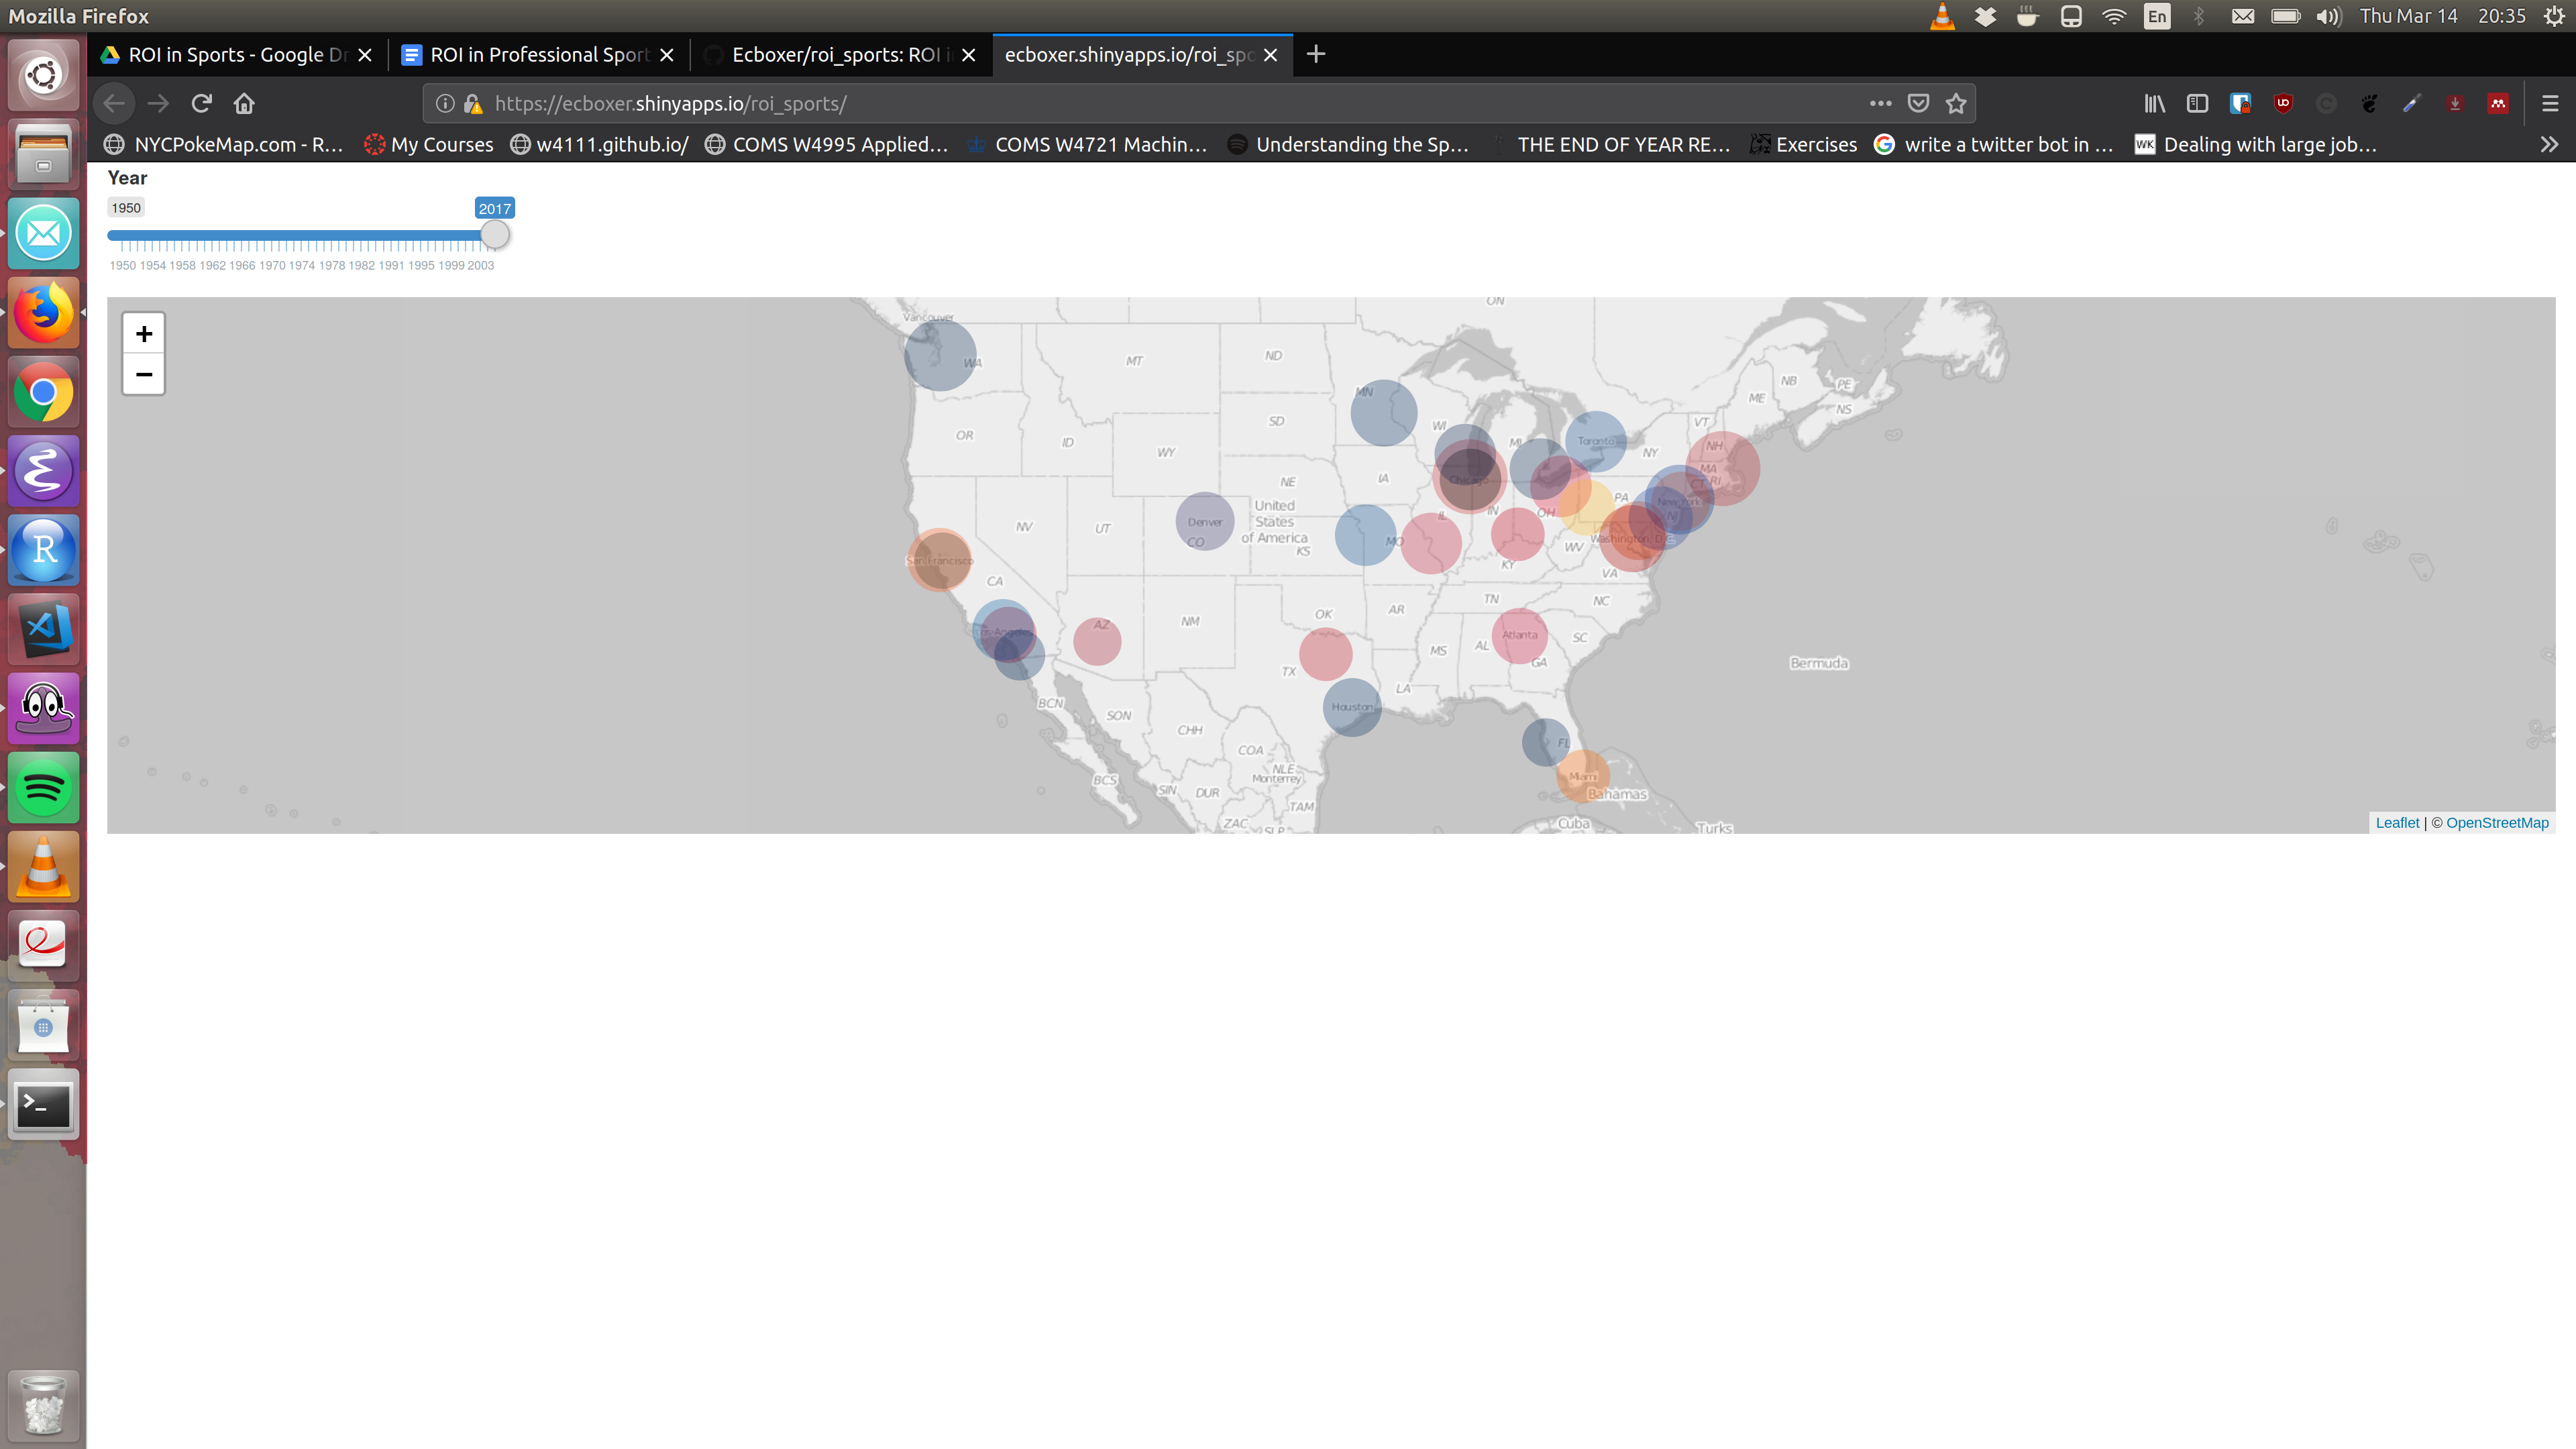 Mozilla Firefox
En
Thu Mar 14 20:35
ROI in Sports - Google Dr
ROI in Professional Sport
Ecboxer/roi_sports: ROI i
ecboxer.shinyapps.io/roi_spo
https://ecboxer.shinyapps.io/roi_sports/
NYCPokeMap.com - R...
My Courses
w4111.github.io/
COMS W4995 Applied...
COMS W4721 Machin...
Understanding the Sp...
THE END OF YEAR RE...
Exercises
write a twitter bot in ...
WK
Dealing with large job...
Year
1950
2017
1950 1954 1958 1962 1966 1970 1974 1978 1982 1991 1995 1999 2003
+
−
ON
Vancouver
WA
MT
ND
MN
NB
PE
ME
NS
OR
ID
SD
WI
MI
Toronto
VT
NH
NY
WY
MA
IA
Chicago
NE
CT
RI
PA
New York
NJ
NV
UT
Denver
CO
United
States
of America
KS
IL
IN
OH
MO
WV
Washington, D
San Francisco
KY
VA
CA
TN
NC
OK
AR
NM
AZ
Los Angeles
MS
AL
Atlanta
SC
GA
TX
LA
Bermuda
Houston
BCN
SON
CHH
FL
COA
NLE
Monterrey
Miami
BCS
SIN
DUR
Bahamas
TAM
ZAC
SLP
Cuba
Turks
Leaflet | © OpenStreetMap